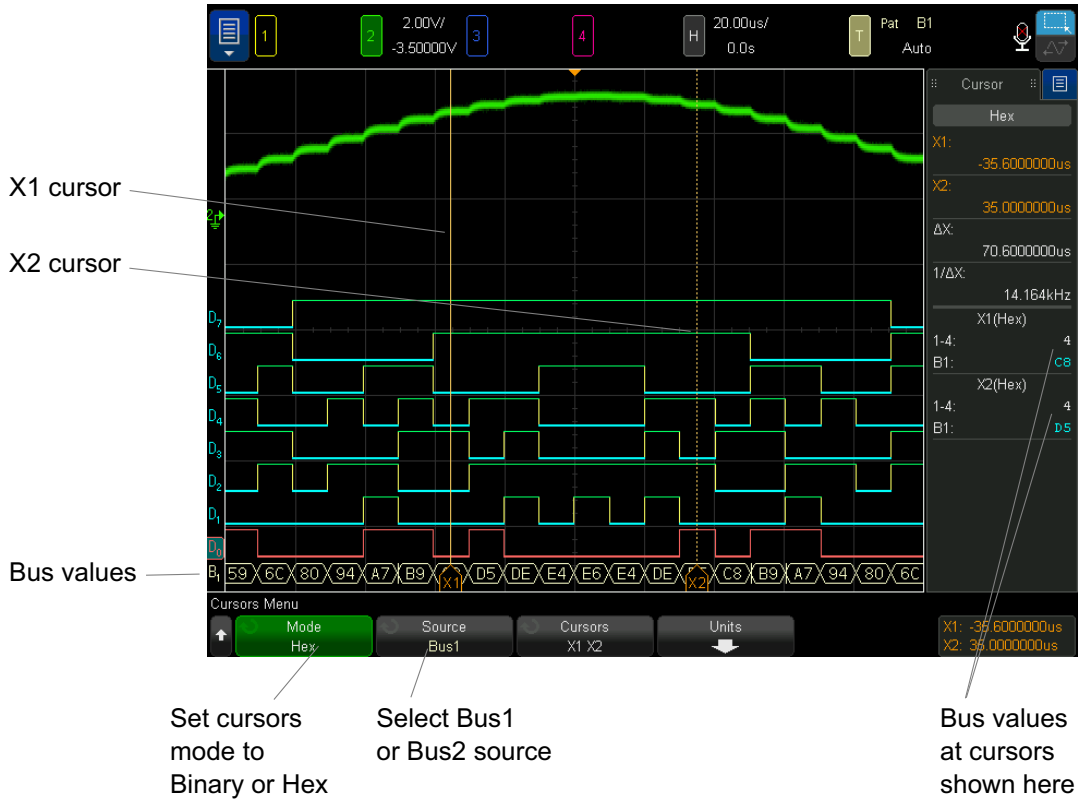 1
2
2.00V/
-3.50000V
3
4
H
20.00us/
0.0s
T
Pat B1
Auto
Cursor
Hex
X1:
-35.6000000us
X2:
35.0000000us
ΔX:
70.6000000us
1/ΔX:
14.164kHz
X1(Hex)
1-4: 4
B1: C8
X2(Hex)
1-4: 4
B1: D5
X1 cursor
X2 cursor
2
D7
D6
D5
D4
D3
D2
D1
D0
Bus values
B1 59 6C 80 94 A7 B9 X1 D5 DE E4 E6 E4 DE X2 C8 B9 A7 94 80 6C
Cursors Menu
Mode
Hex
Source
Bus1
Cursors
X1 X2
Units
X1: -35.6000000us
X2: 35.0000000us
Set cursors
mode to
Binary or Hex
Select Bus1
or Bus2 source
Bus values
at cursors
shown here